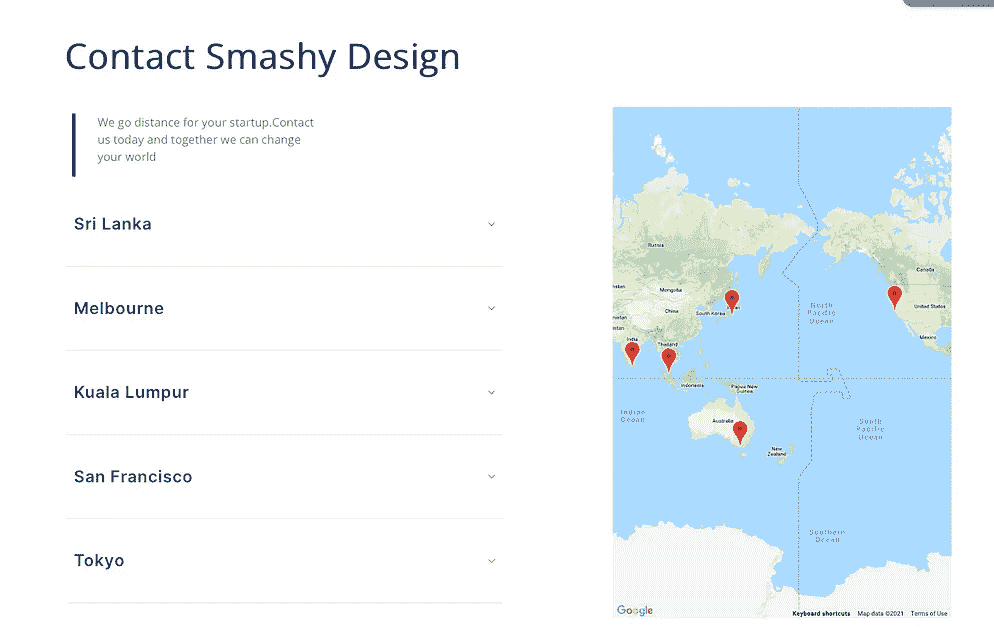 Contact Smashy Design
We go distance for your startup.Contact
us today and together we can change
your world
Sri Lanka
Melbourne
Kuala Lumpur
San Francisco
Tokyo
Russia
Canada
Mongolia
China
South Korea
United States
North
Pacific
Ocean
Mexico
India
Thailand
Indonesia
Papua New
Guinea
Indian
Ocean
Australia
South
Pacific
Ocean
New
Zealand
Southern
Ocean
Google
Keyboard shortcuts
Map data ©2021
Terms of Use